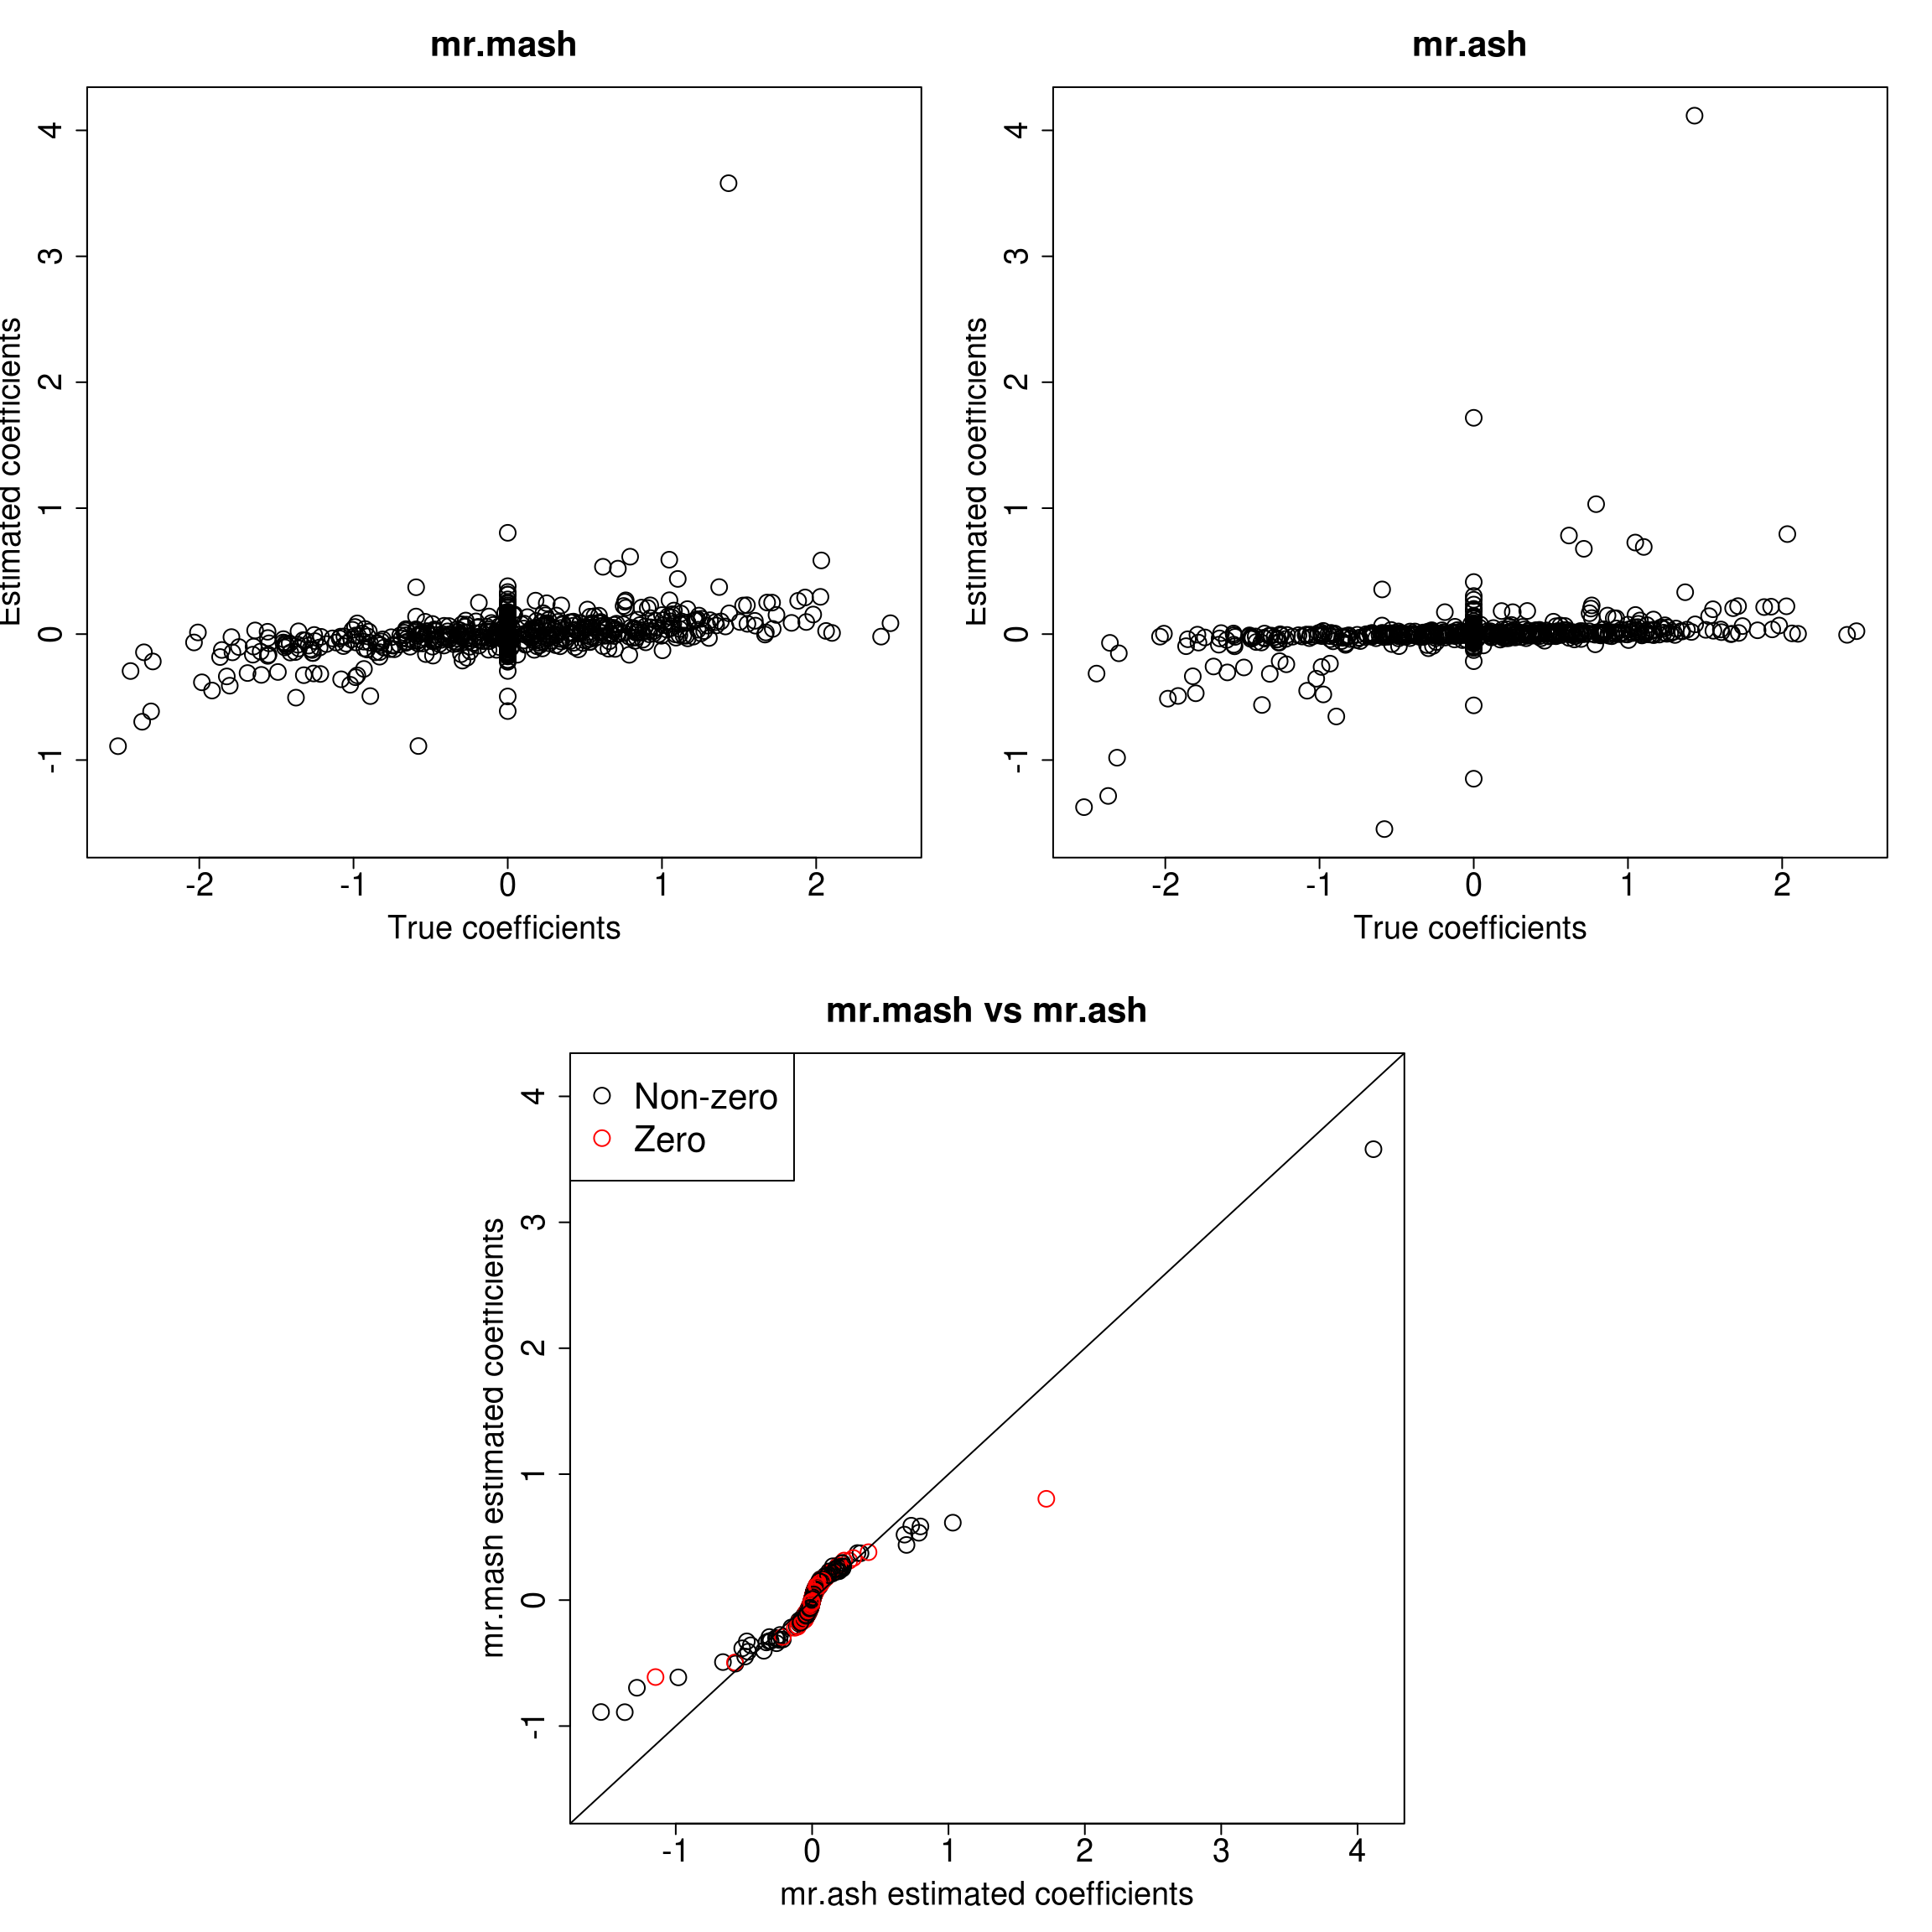 mr.mash
Estimated coefficients
4
3
2
1
0
-1
-2 -1 0 1 2
True coefficients
mr.ash
Estimated coefficients
4
3
2
1
0
-1
-2 -1 0 1 2
True coefficients
mr.mash vs mr.ash
Non-zero
Zero
mr.mash estimated coefficients
4
3
2
1
0
-1
-1 0 1 2 3 4
mr.ash estimated coefficients